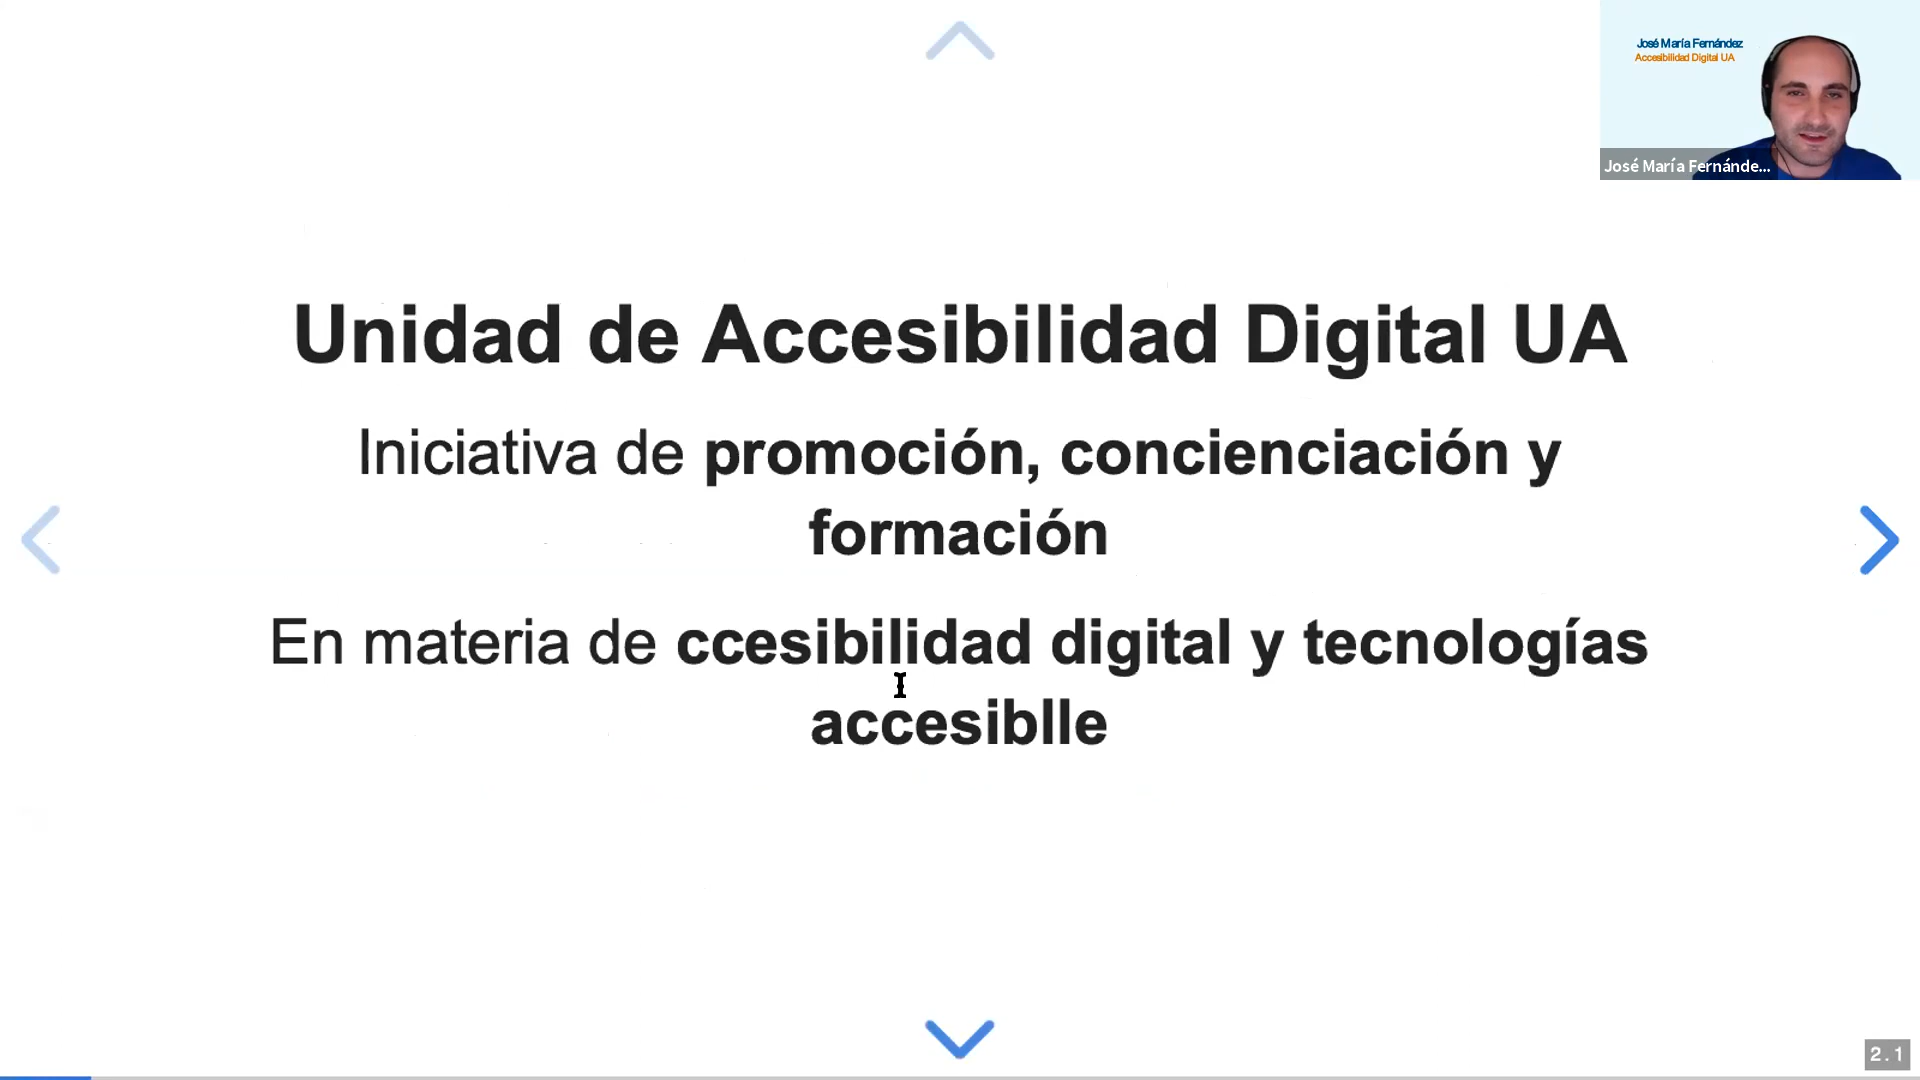 José María Fernández
Accesibilidad Digital UA
José María Fernánde...
Unidad de Accesibilidad Digital UA
Iniciativa de promoción, concienciación y
formación
En materia de ccesibilidad digital y tecnologías
accesiblle
2.1